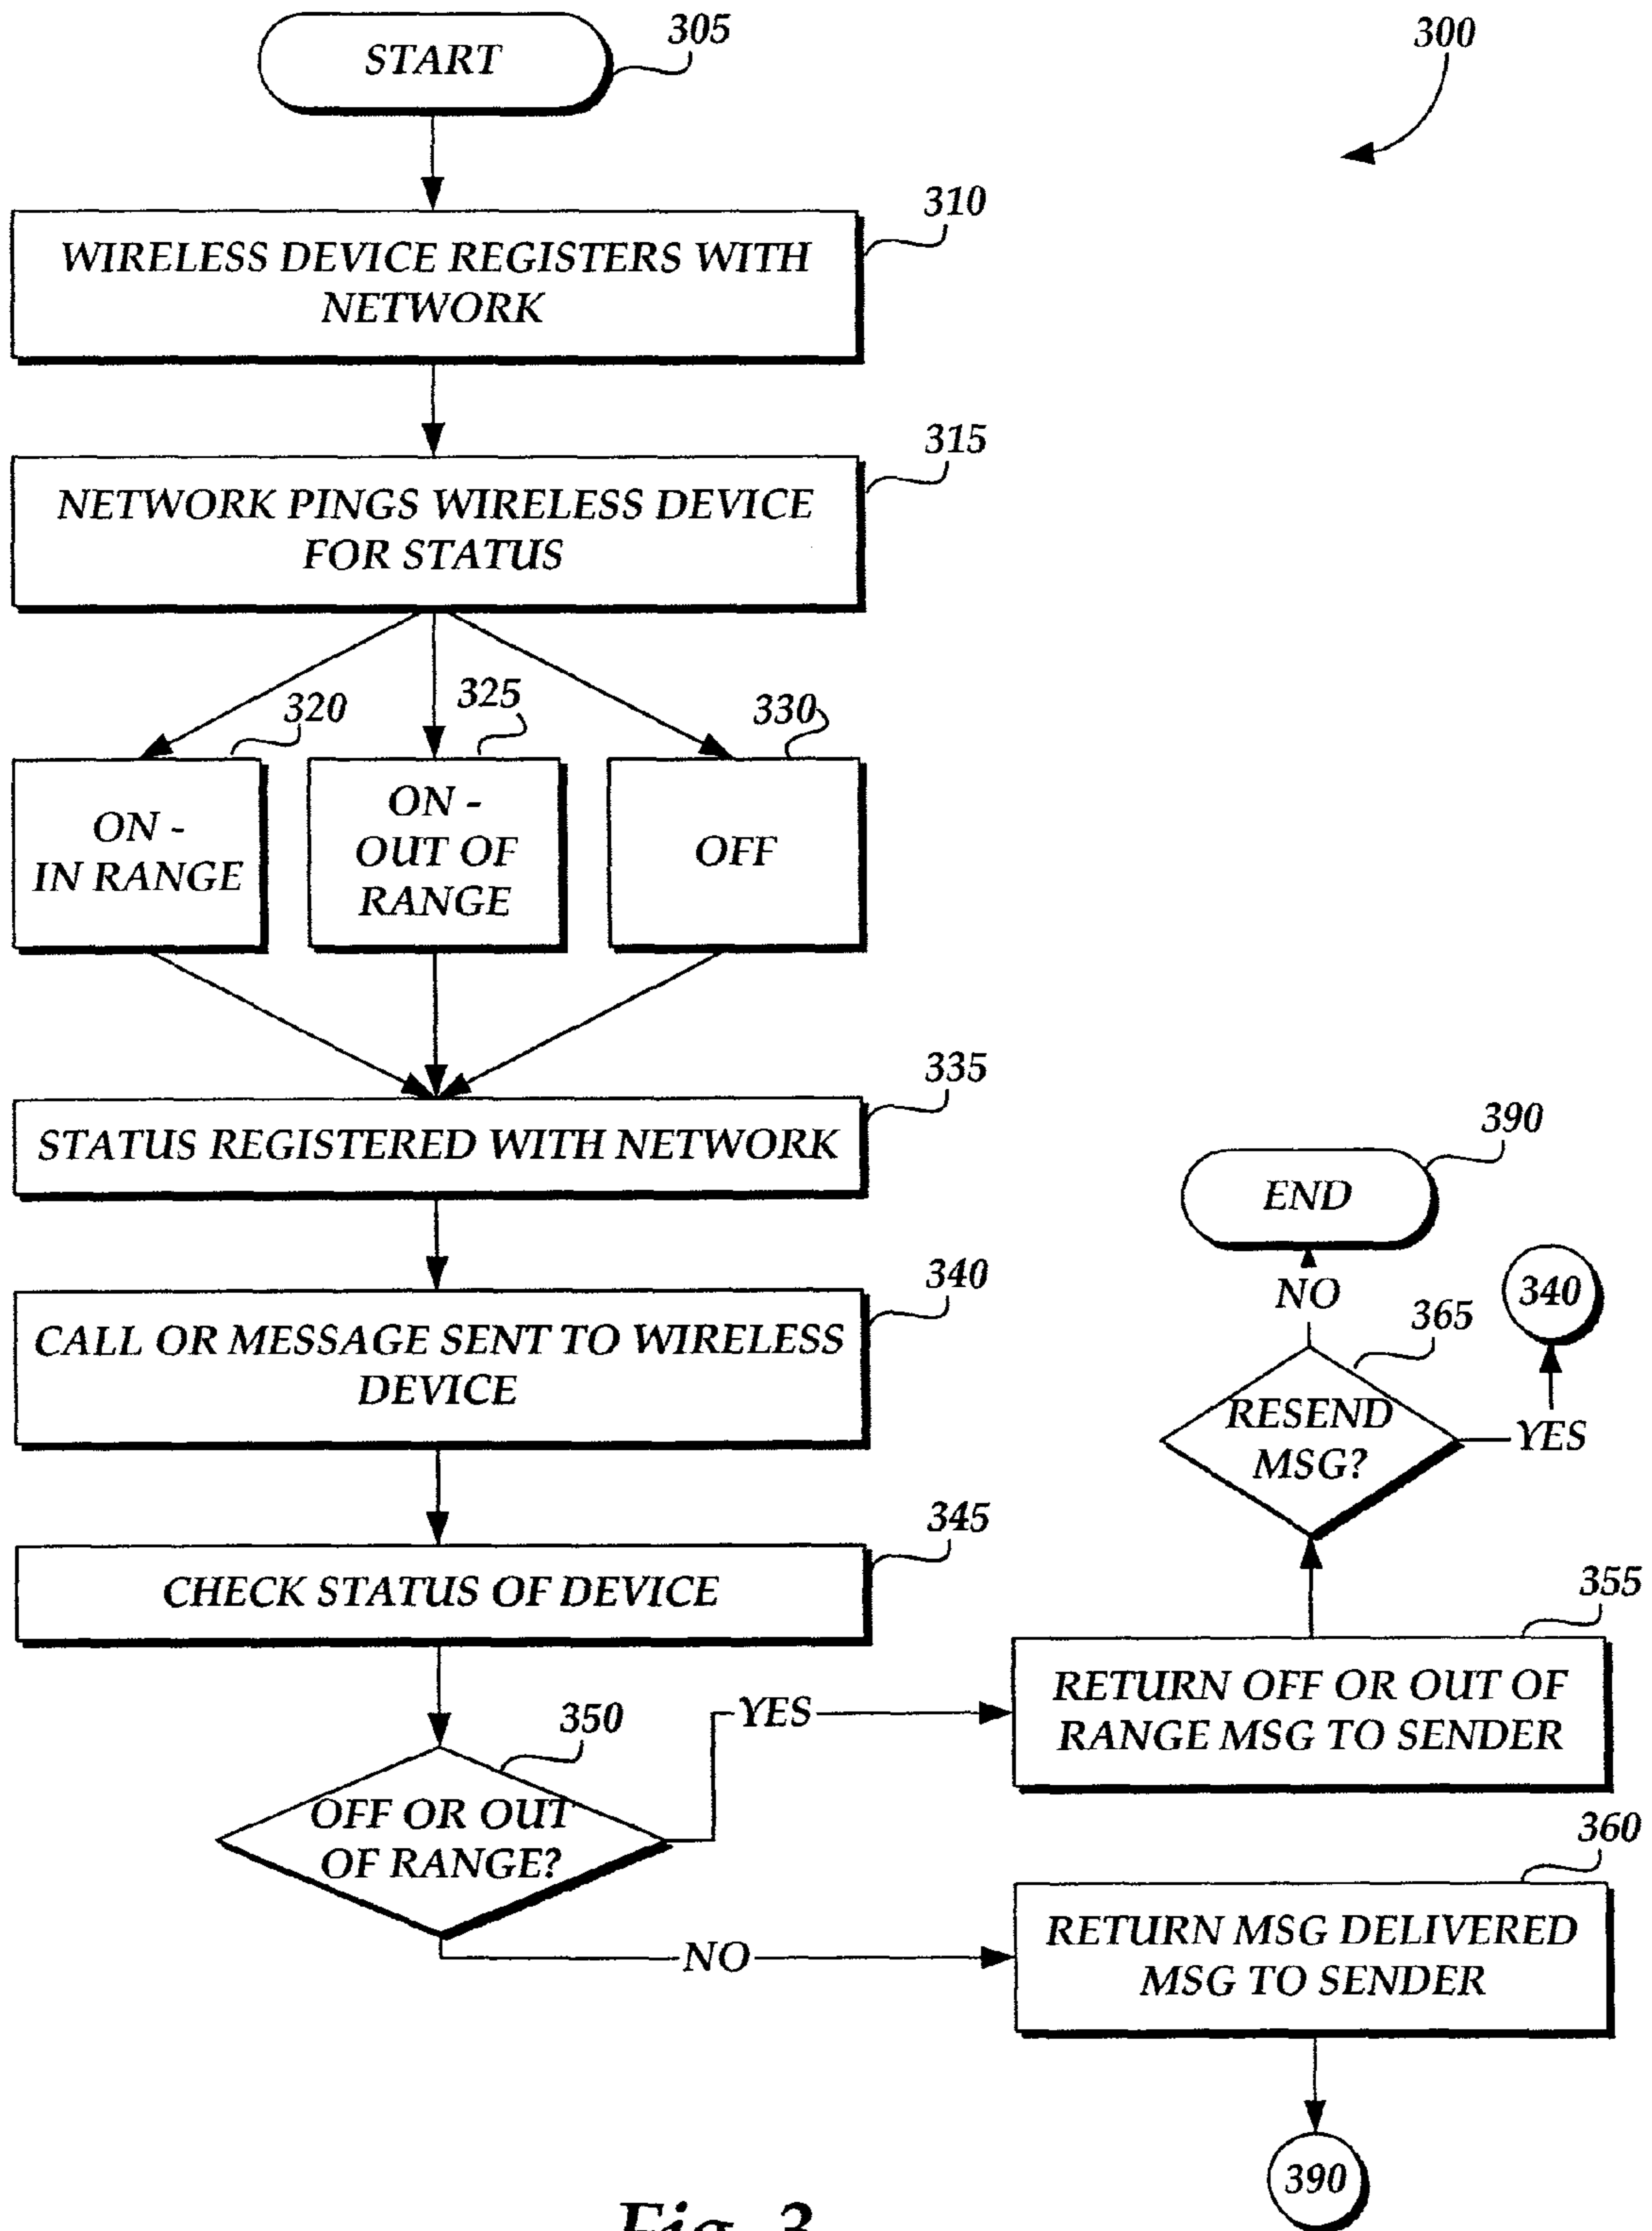 START
305
300
310
WIRELESS DEVICE REGISTERS WITH
NETWORK
315
NETWORK PINGS WIRELESS DEVICE
FOR STATUS
320
325
330
ON -
IN RANGE
ON -
OUT OF
RANGE
OFF
335
STATUS REGISTERED WITH NETWORK
340
CALL OR MESSAGE SENT TO WIRELESS
DEVICE
345
CHECK STATUS OF DEVICE
350
OFF OR OUT
OF RANGE?
YES
NO
355
RETURN OFF OR OUT OF
RANGE MSG TO SENDER
360
RETURN MSG DELIVERED
MSG TO SENDER
390
365
RESEND
MSG?
YES
340
NO
END
390
Fig. 3